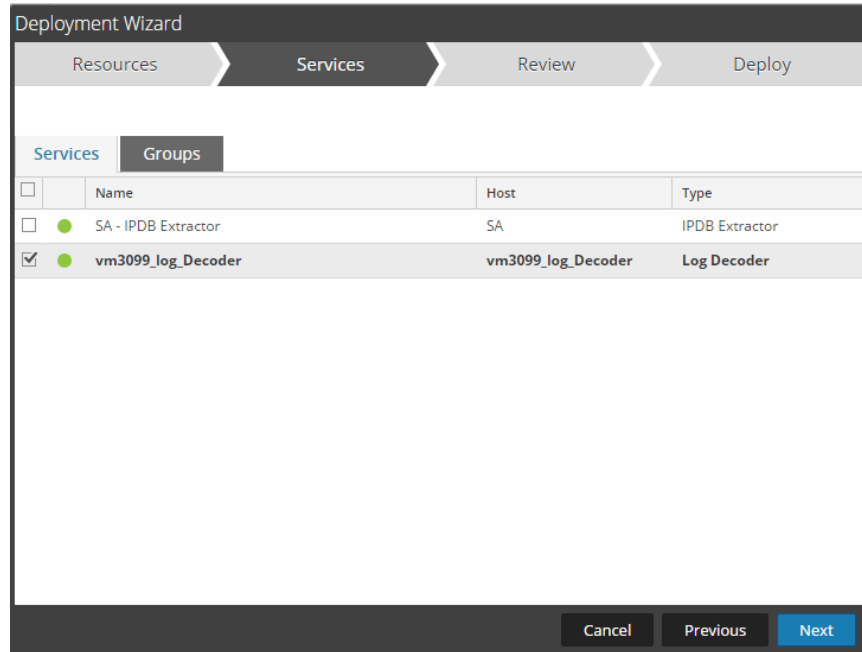 Deployment Wizard
Resources Services Review Deploy
Services Groups
Name Host Type
SA - IPDB Extractor SA IPDB Extractor
vm3099_log_Decoder vm3099_log_Decoder Log Decoder
Cancel Previous Next